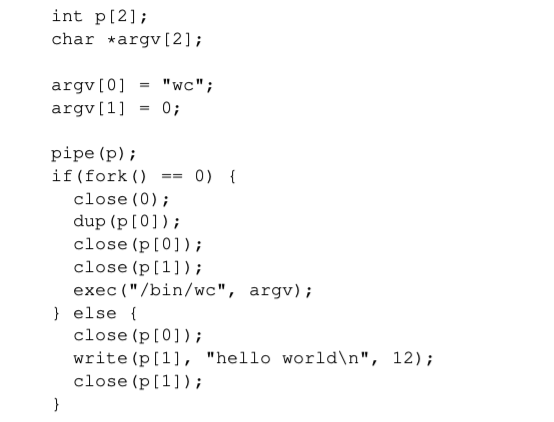 int p[2];
char *argv[2];

argv[0] = "wc";
argv[1] = 0;

pipe(p);
if(fork() == 0) {
  close(0);
  dup(p[0]);
  close(p[0]);
  close(p[1]);
  exec("/bin/wc", argv);
} else {
  close(p[0]);
  write(p[1], "hello world\n", 12);
  close(p[1]);
}